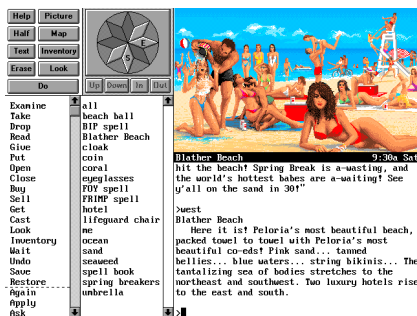 Help Picture
Half Map
Text Inventory
Erase Look
Do
E
S
Up Down In Out
Examine
Take
Drop
Read
Give
Put
Open
Close
Buy
Sell
Get
Cast
Look
Inventory
Wait
Undo
Save
Restore
Again
Apply
Ask
all
beach ball
BIP spell
Blather Beach
cloak
coin
coral
eyeglasses
FOY spell
FRIMP spell
hotel
lifeguard chair
me
ocean
sand
seaweed
spell book
spring breakers
umbrella
Blather Beach 9:30a Sat
hit the beach! Spring Break is a-wasting, and
the world's hottest babes are a-waiting! See
y'all on the sand in 30!"
>west
Blather Beach
Here it is! Peloria's most beautiful beach,
packed towel to towel with Peloria's most
beautiful co-eds! Pink sand... tanned
bellies... blue waters... string bikinis... The
tantalizing sea of bodies stretches to the
northeast and southwest. Two luxury hotels rise
to the east and south.
>